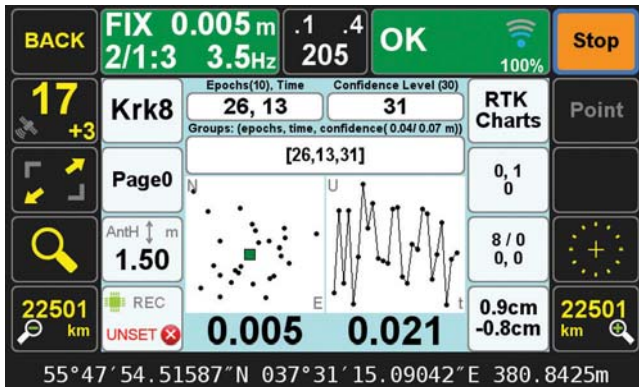 BACK
FIX 0.005 m
2/1:3 3.5Hz
.1 .4
205
OK
100%
Stop
17
+3
Krk8
Epochs(10), Time
26, 13
Confidence Level (30)
31
RTK
Charts
Point
Groups: (epochs, time, confidence( 0.04/ 0.07 m))
[26,13,31]
Page0
0, 1
0
N
U
AntH m
1.50
8 / 0
0, 0
E
t
REC
UNSET
0.005
0.021
0.9cm
-0.8cm
22501
km
22501
km
55°47′54.51587″N 037°31′15.09042″E 380.8425m